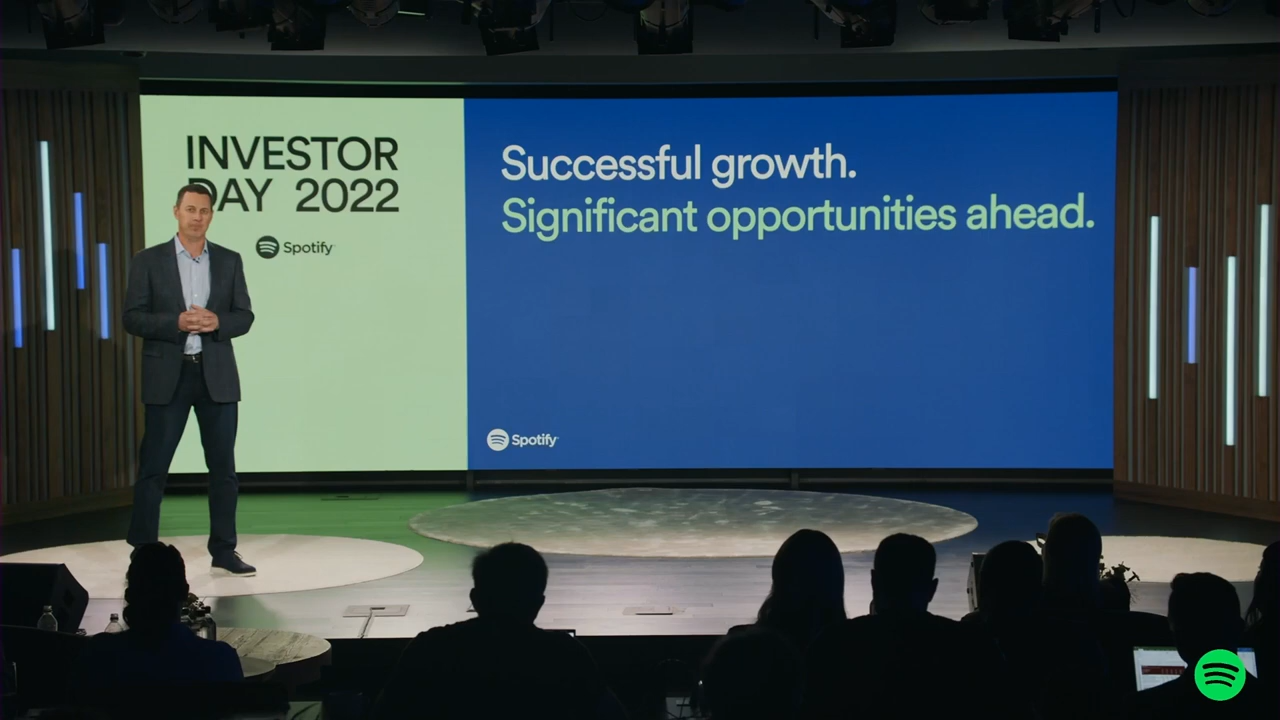 INVESTOR
DAY 2022
Spotify
Successful growth.
Significant opportunities ahead.
Spotify